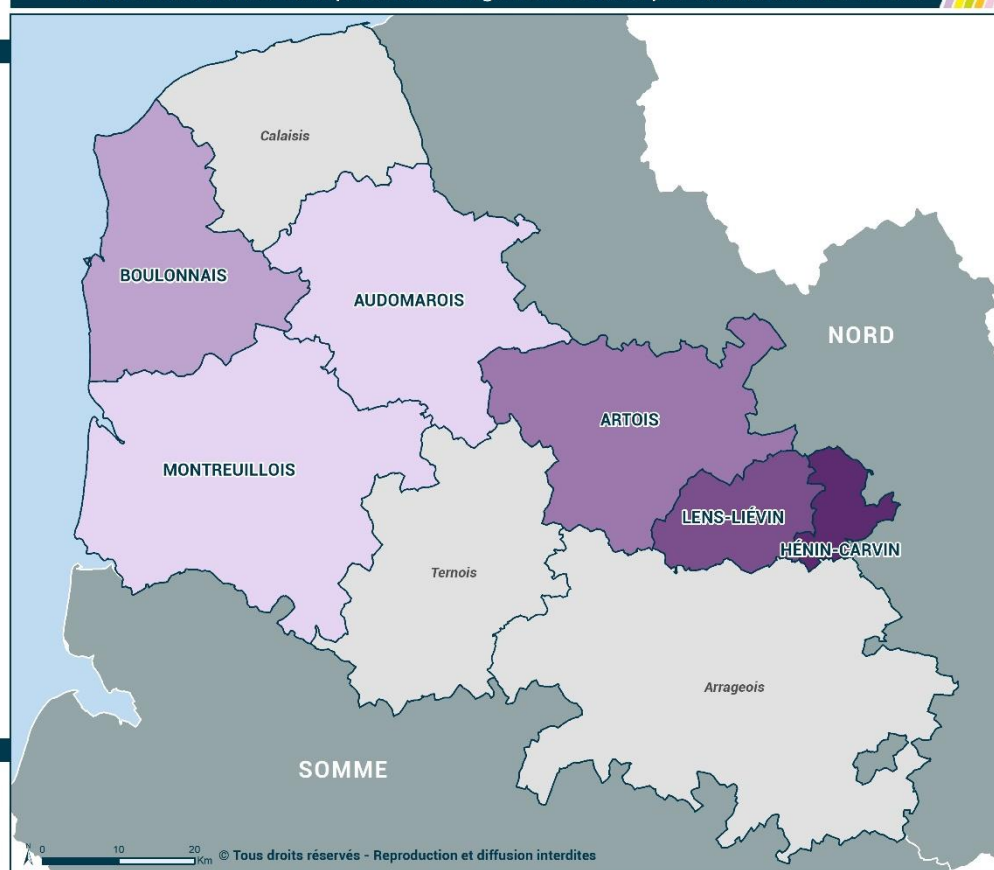 Calaisis
BOULONNAIS
AUDOMAROIS
NORD
ARTOIS
MONTREUILLOIS
LENS-LIÉVIN
HÉNIN-CARVIN
Ternois
Arrageois
SOMME
N 0 10 20
Km © Tous droits réservés - Reproduction et diffusion interdites